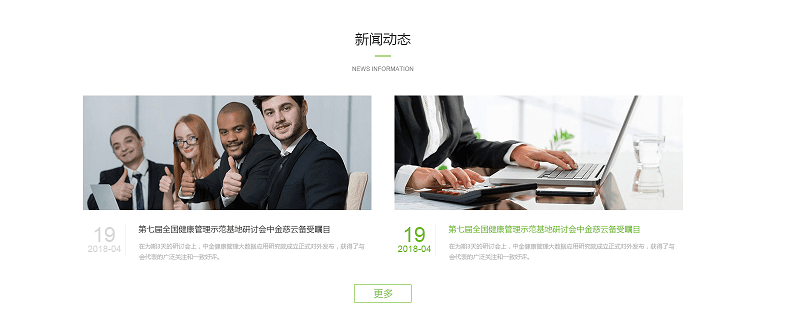 新闻动态
NEWS INFORMATION
19
2018-04
第七届全国健康管理示范基地研讨会中金慈云备受瞩目
在为期3天的研讨会上，中金健康管理大数据应用研究院成立正式对外发布，获得了与
会代表的广泛关注和一致好评。
19
2018-04
第七届全国健康管理示范基地研讨会中金慈云备受瞩目
在为期3天的研讨会上，中金健康管理大数据应用研究院成立正式对外发布，获得了与
会代表的广泛关注和一致好评。
更多